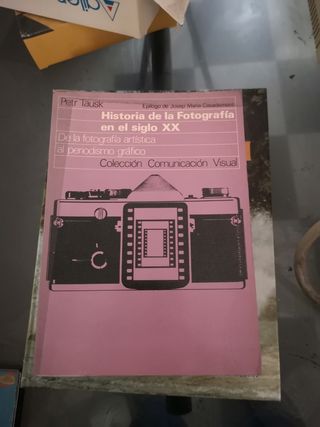 Petr Tausk
Epílogo de Josep Maria Casademont
Historia de la Fotografía
en el siglo XX
De la fotografía artística
al periodismo gráfico
Colección Comunicación Visual